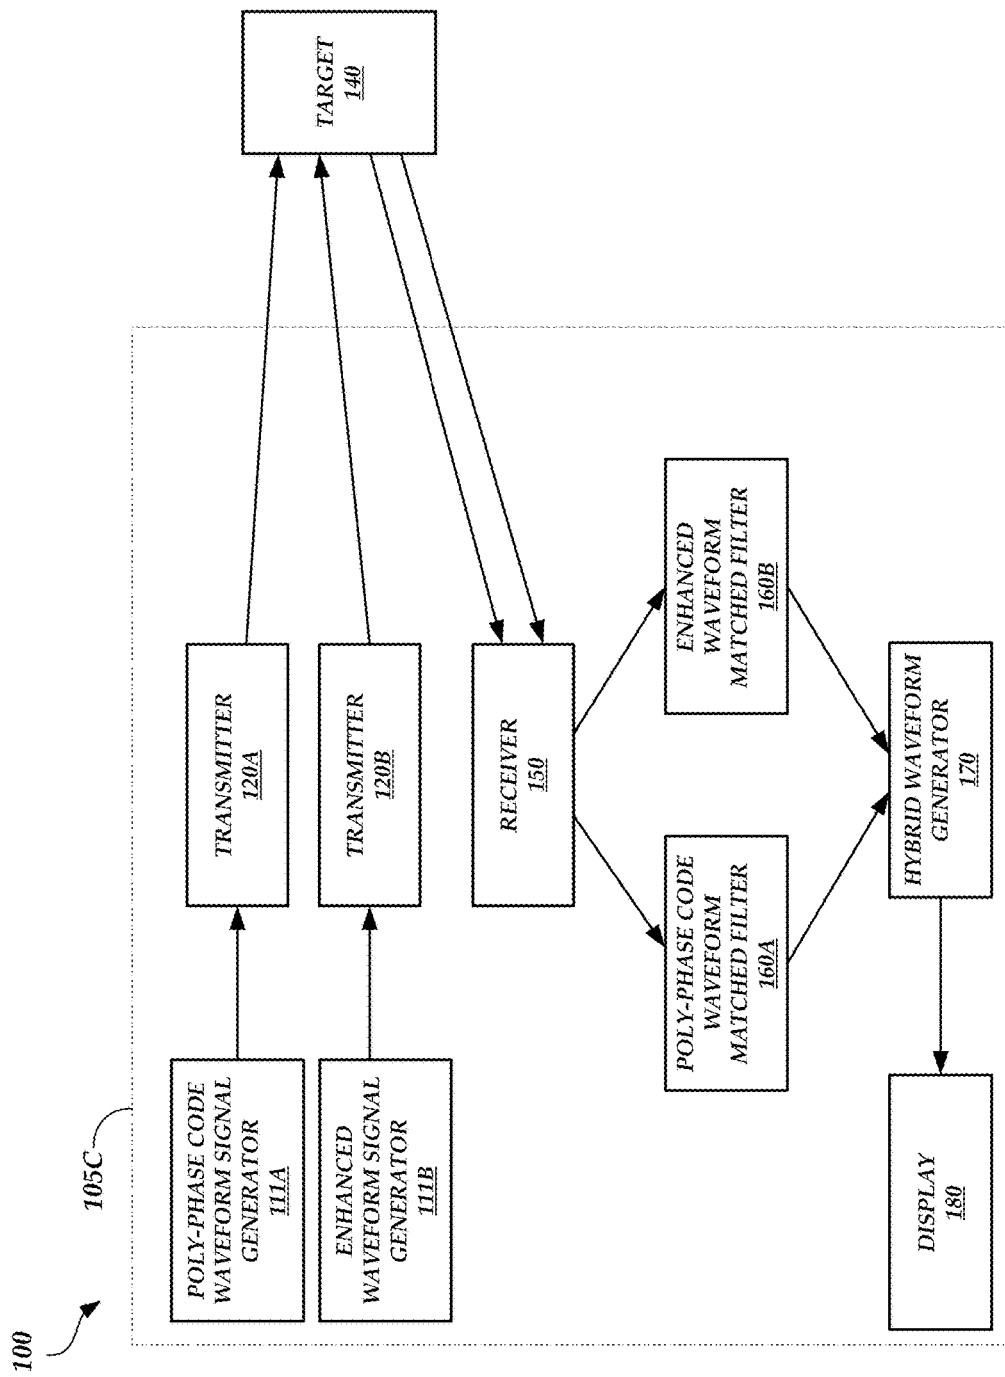 100
105C
POLY-PHASE CODE
WAVEFORM SIGNAL
GENERATOR
111A
TRANSMITTER
120A
TARGET
140
ENHANCED
WAVEFORM SIGNAL
GENERATOR
111B
TRANSMITTER
120B
RECEIVER
150
POLY-PHASE CODE
WAVEFORM
MATCHED FILTER
160A
ENHANCED
WAVEFORM
MATCHED FILTER
160B
DISPLAY
180
HYBRID WAVEFORM
GENERATOR
170